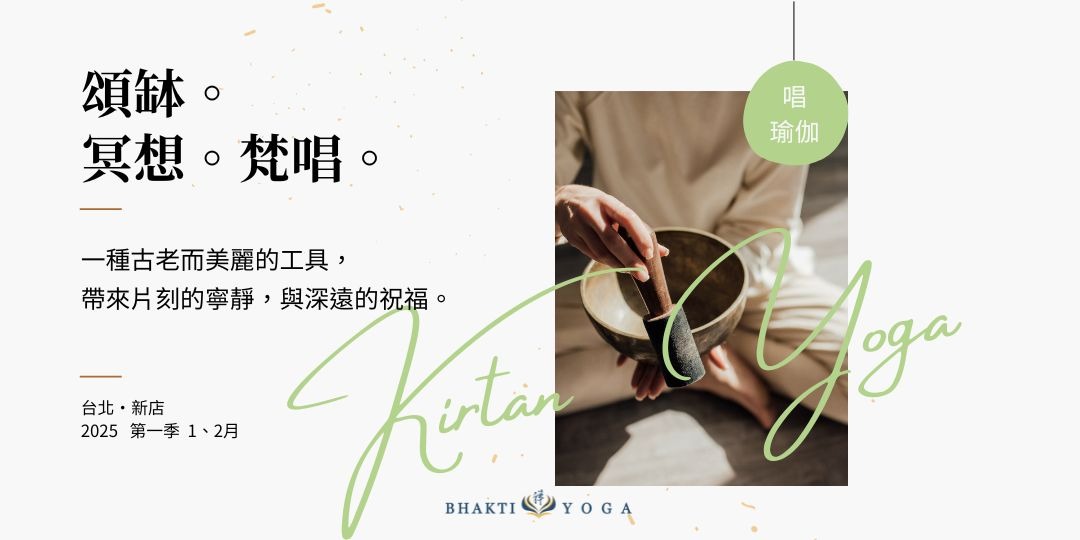 頌缽。
冥想。梵唱。
一種古老而美麗的工具，
帶來片刻的寧靜，與深遠的祝福。
台北・新店
2025 第一季 1、2月
唱
瑜伽
Kirtan Yoga
BHAKTI YOGA